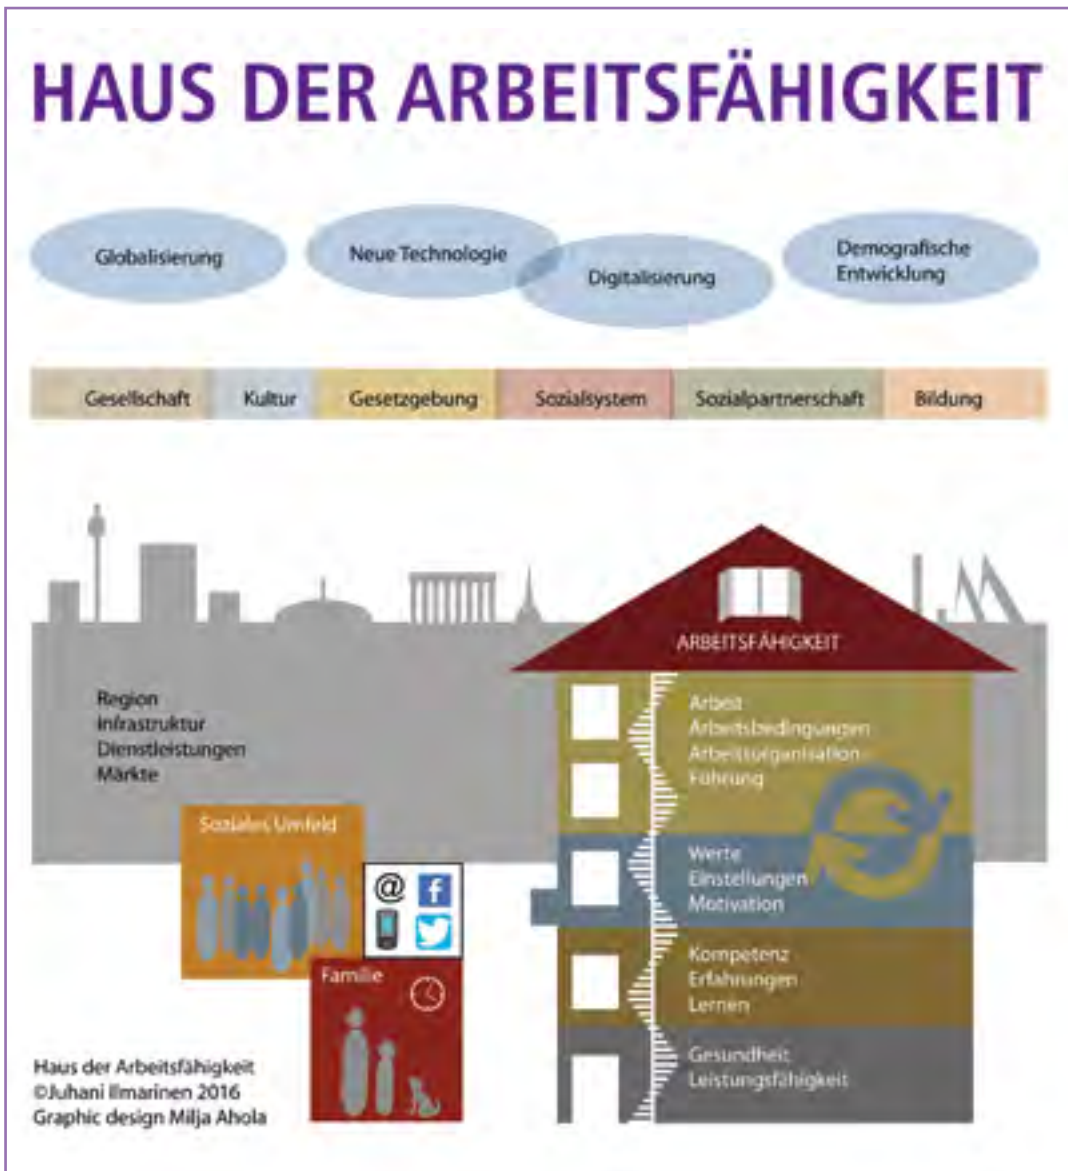 HAUS DER ARBEITSFÄHIGKEIT
Globalisierung
Neue Technologie
Digitalisierung
Demografische
Entwicklung
Gesellschaft
Kultur
Gesetzgebung
Sozialsystem
Sozialpartnerschaft
Bildung
ARBEITSFÄHIGKEIT
Region
Infrastruktur
Dienstleistungen
Märkte
Arbeit
Arbeitsbedingungen
Arbeitsorganisation
Führung
Soziales Umfeld
@
f
Werte
Einstellungen
Motivation
Familie
Kompetenz
Erfahrungen
Lernen
Gesundheit
Leistungsfähigkeit
Haus der Arbeitsfähigkeit
©Juhani Ilmarinen 2016
Graphic design Milja Ahola